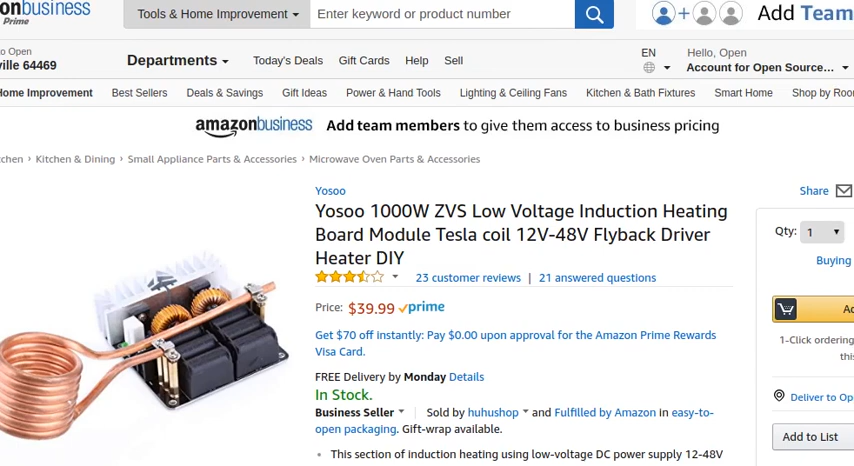 onbusiness
Prime
Tools & Home Improvement
Enter keyword or product number
Add Team
to Open
ville 64469
Departments
Today's Deals
Gift Cards
Help
Sell
EN
Hello, Open
Account for Open Source...
Home Improvement
Best Sellers
Deals & Savings
Gift Ideas
Power & Hand Tools
Lighting & Ceiling Fans
Kitchen & Bath Fixtures
Smart Home
Shop by Roo
amazonbusiness Add team members to give them access to business pricing
chen › Kitchen & Dining › Small Appliance Parts & Accessories › Microwave Oven Parts & Accessories
Yosoo
Yosoo 1000W ZVS Low Voltage Induction Heating
Board Module Tesla coil 12V-48V Flyback Driver
Heater DIY
23 customer reviews | 21 answered questions
Price: $39.99 prime
Get $70 off instantly: Pay $0.00 upon approval for the Amazon Prime Rewards
Visa Card.
FREE Delivery by Monday Details
In Stock.
Business Seller | Sold by huhushop and Fulfilled by Amazon in easy-to-
open packaging. Gift-wrap available.
• This section of induction heating using low-voltage DC power supply 12-48V
Share
Qty: 1
Buying
1-Click ordering
this
Deliver to Op
Add to List